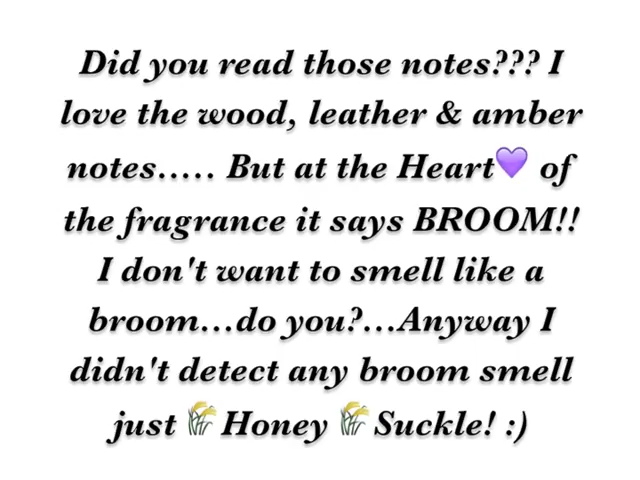 Did you read those notes??? I
love the wood, leather & amber
notes..... But at the Heart💜 of
the fragrance it says BROOM!!
I don't want to smell like a
broom...do you?...Anyway I
didn't detect any broom smell
just 🌾Honey 🌾Suckle! :)